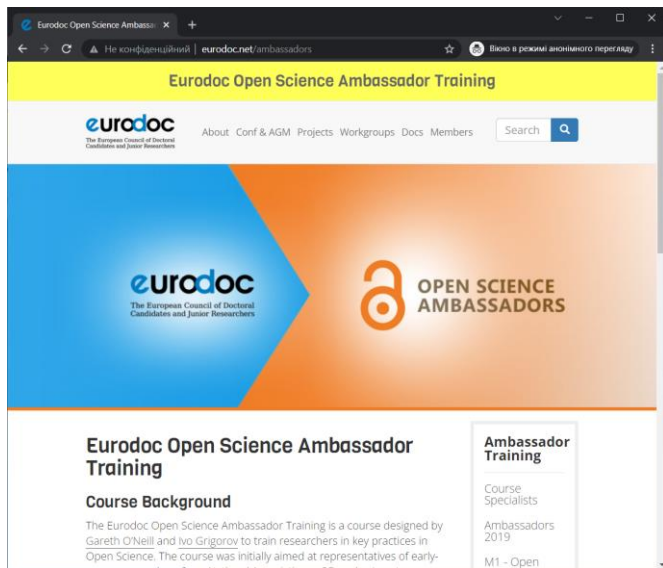 Eurodoc Open Science Ambassa
Не конфіденційний | eurodoc.net/ambassadors
Вікно в режимі анонімного перегляду
Eurodoc Open Science Ambassador Training
eurodoc
The European Council of Doctoral
Candidates and Junior Researchers
About Conf & AGM Projects Workgroups Docs Members
Search
eurodoc
The European Council of Doctoral
Candidates and Junior Researchers
OPEN SCIENCE
AMBASSADORS
Eurodoc Open Science Ambassador
Training
Course Background
The Eurodoc Open Science Ambassador Training is a course designed by
Gareth O'Neill and Ivo Grigorov to train researchers in key practices in
Open Science. The course was initially aimed at representatives of early-
Ambassador
Training
Course
Specialists
Ambassadors
2019
M1 - Open